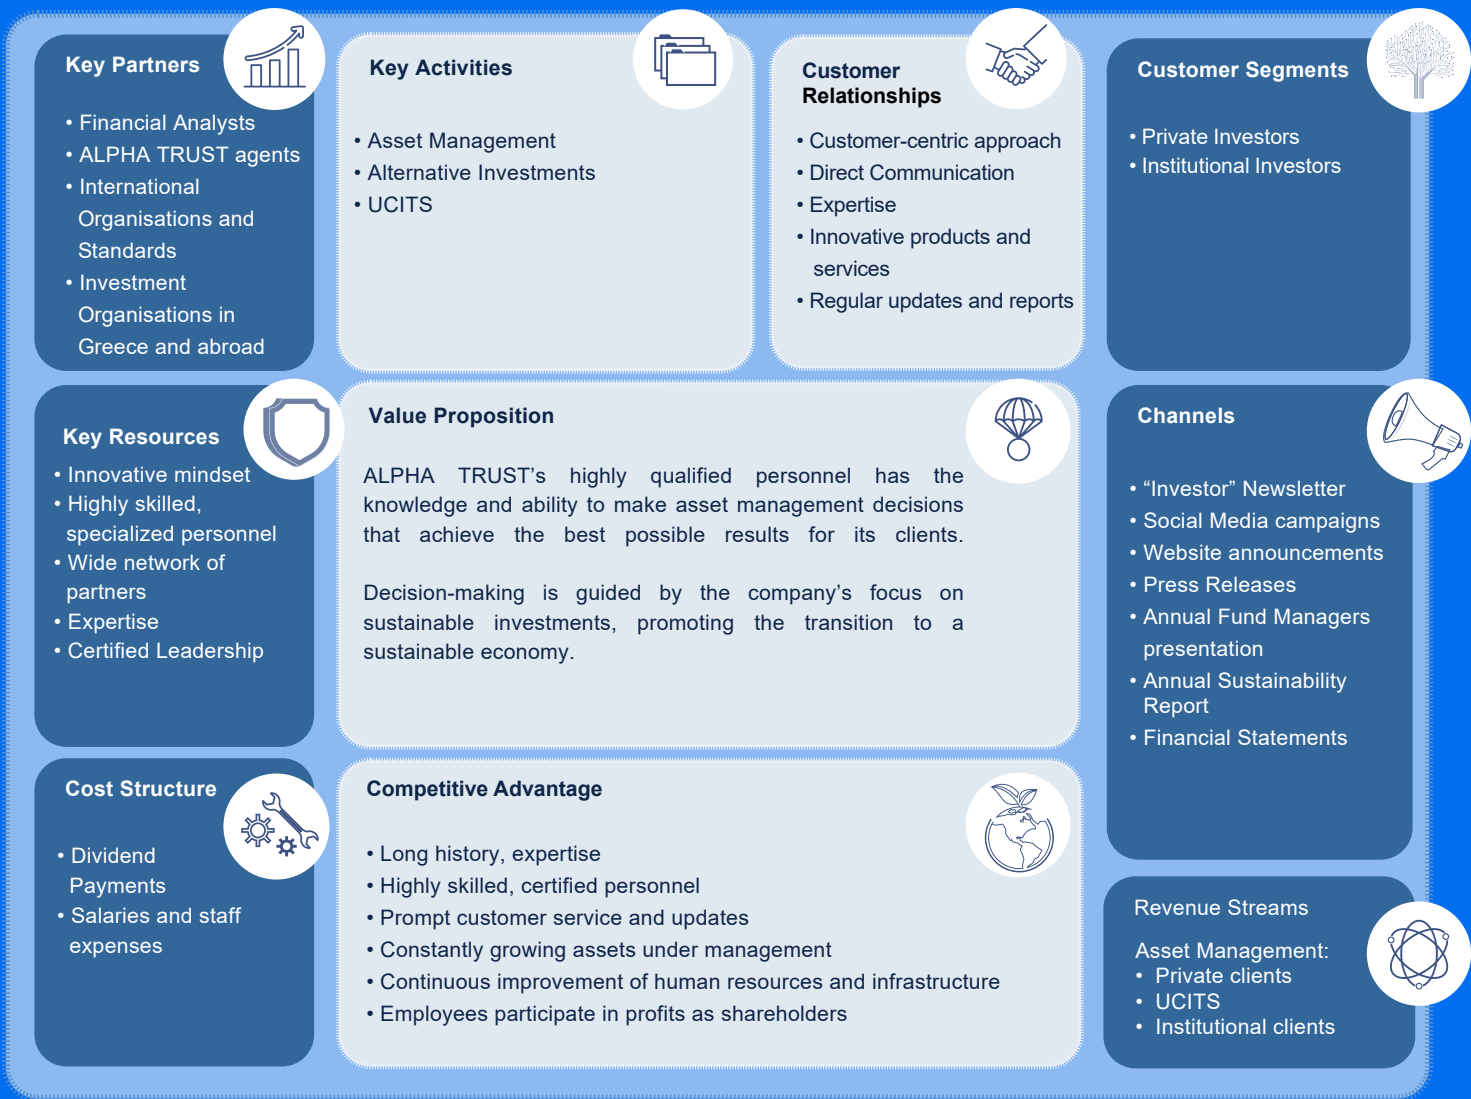 Key Partners
• Financial Analysts
• ALPHA TRUST agents
• International
Organisations and
Standards
• Investment
Organisations in
Greece and abroad
Key Activities
• Asset Management
• Alternative Investments
• UCITS
Customer
Relationships
• Customer-centric approach
• Direct Communication
• Expertise
• Innovative products and
services
• Regular updates and reports
Customer Segments
• Private Investors
• Institutional Investors
Key Resources
• Innovative mindset
• Highly skilled,
specialized personnel
• Wide network of
partners
• Expertise
• Certified Leadership
Value Proposition
ALPHA TRUST’s highly qualified personnel has the
knowledge and ability to make asset management decisions
that achieve the best possible results for its clients.
Decision-making is guided by the company’s focus on
sustainable investments, promoting the transition to a
sustainable economy.
Channels
• “Investor” Newsletter
• Social Media campaigns
• Website announcements
• Press Releases
• Annual Fund Managers
presentation
• Annual Sustainability
Report
• Financial Statements
Cost Structure
• Dividend
Payments
• Salaries and staff
expenses
Competitive Advantage
• Long history, expertise
• Highly skilled, certified personnel
• Prompt customer service and updates
• Constantly growing assets under management
• Continuous improvement of human resources and infrastructure
• Employees participate in profits as shareholders
Revenue Streams
Asset Management:
• Private clients
• UCITS
• Institutional clients